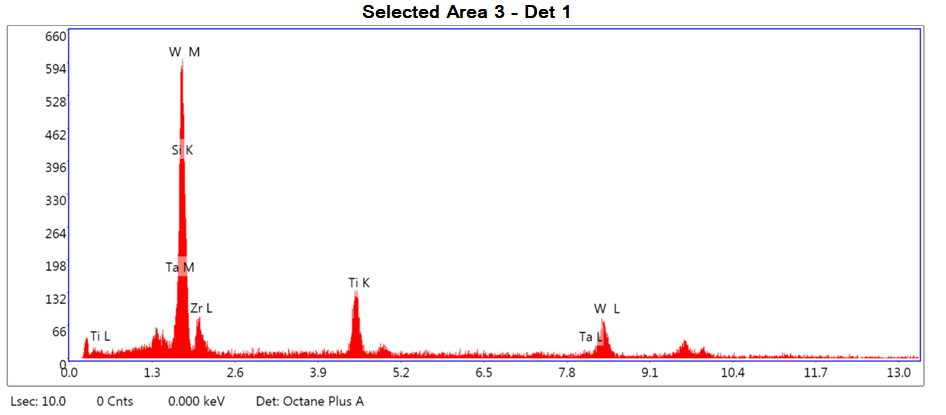 Selected Area 3 - Det 1
660
594
528
462
396
330
264
198
132
66
0
W M
Si K
Ta M
Zr L
Ti L
Ti K
W L
Ta L
0.0 1.3 2.6 3.9 5.2 6.5 7.8 9.1 10.4 11.7 13.0
Lsec: 10.0 0 Cnts 0.000 keV Det: Octane Plus A